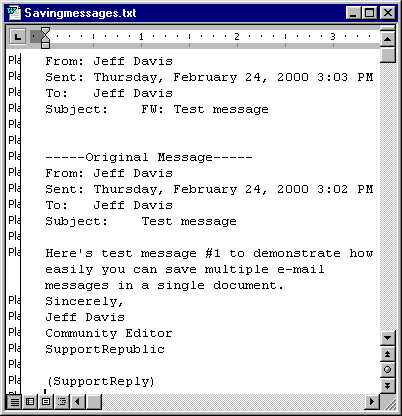 Savingmessages.txt
L 1 2 3
Pla From: Jeff Davis
Pla Sent: Thursday, February 24, 2000 3:03 PM
Pla To: Jeff Davis
Pla Subject: FW: Test message
Pla
Pla
Pla -----Original Message-----
Pla From: Jeff Davis
Pla Sent: Thursday, February 24, 2000 3:02 PM
Pla To: Jeff Davis
Pla Subject: Test message
Pla Here's test message #1 to demonstrate how
easily you can save multiple e-mail
messages in a single document.
Pla Sincerely,
Pla Jeff Davis
Pla Community Editor
Pla SupportRepublic
Pla
Pla (SupportReply)
Pla